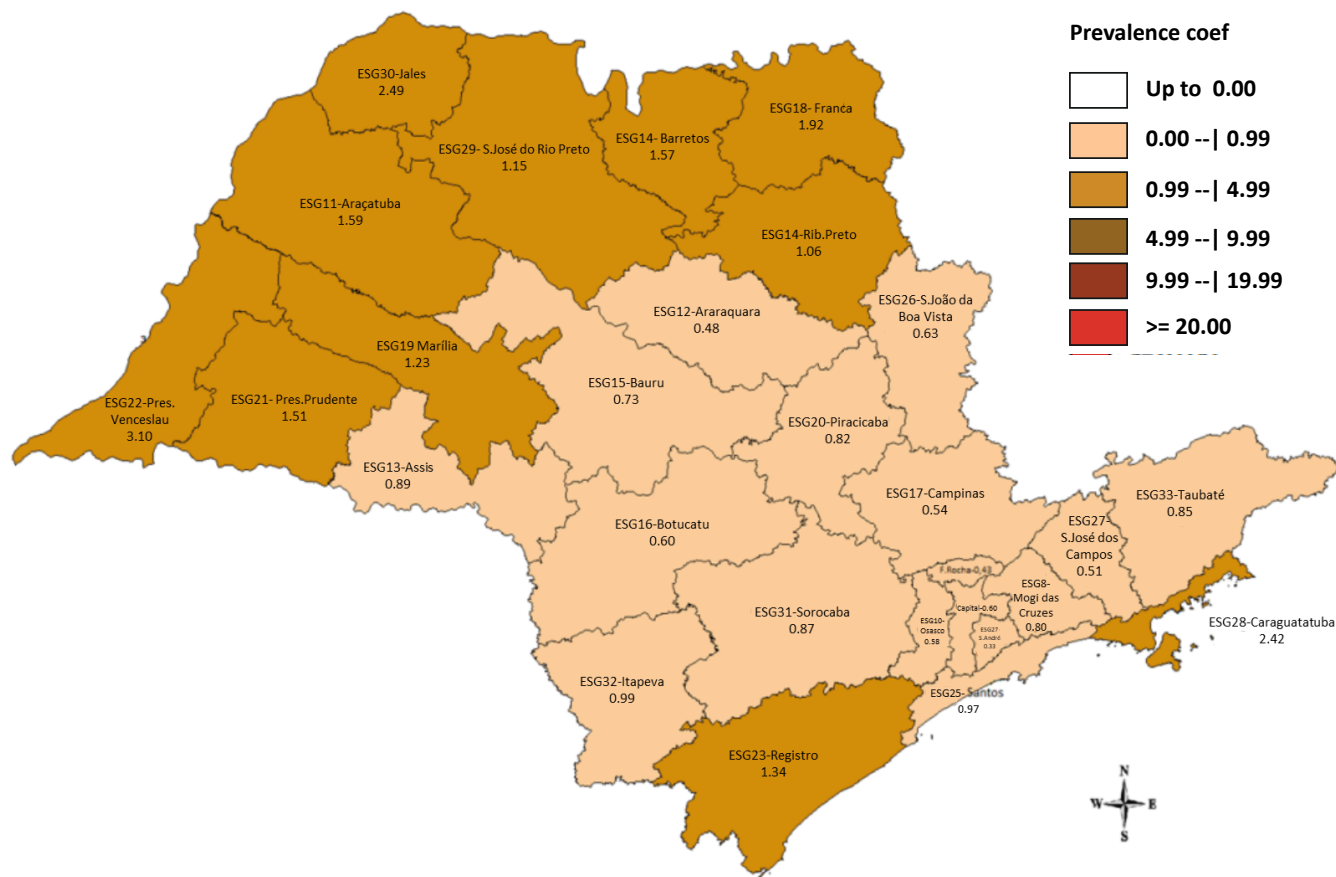 Prevalence coef
Up to 0.00
0.00 --| 0.99
0.99 --| 4.99
4.99 --| 9.99
9.99 --| 19.99
>= 20.00
ESG30-Jales
2.49
ESG29- S.José do Rio Preto
1.15
ESG14- Barretos
1.57
ESG18- Franca
1.92
ESG11-Araçatuba
1.59
ESG14-Rib.Preto
1.06
ESG26-S.João da
Boa Vista
0.63
ESG12-Araraquara
0.48
ESG19 Marília
1.23
ESG15-Bauru
0.73
ESG22-Pres.
Venceslau
3.10
ESG21- Pres.Prudente
1.51
ESG20-Piracicaba
0.82
ESG13-Assis
0.89
ESG17-Campinas
0.54
ESG33-Taubaté
0.85
ESG16-Botucatu
0.60
ESG27-
S.José dos
Campos
0.51
F.Rocha-0,43
ESG8-
Mogi das
Cruzes
0.80
Capital-0.60
ESG31-Sorocaba
0.87
ESG10-
Osasco
0.58
ESG27-
S.André
0.33
ESG28-Caraguatatuba
2.42
ESG32-Itapeva
0.99
ESG25- Santos
0.97
ESG23-Registro
1.34
N
W E
S